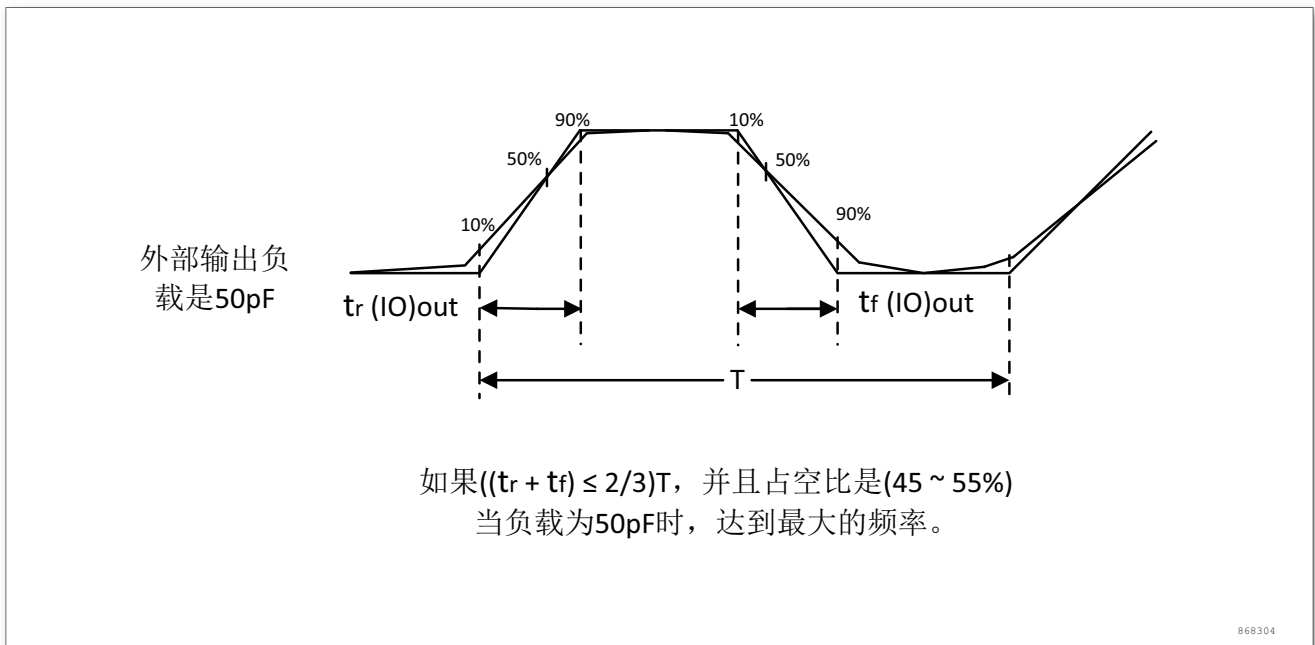 90%
10%
50%
50%
10%
90%
外部输出负
载是50pF
tr (IO)out
tf (IO)out
T
如果((tr + tf) ≤ 2/3)T，并且占空比是(45 ~ 55%)
当负载为50pF时，达到最大的频率。
868304